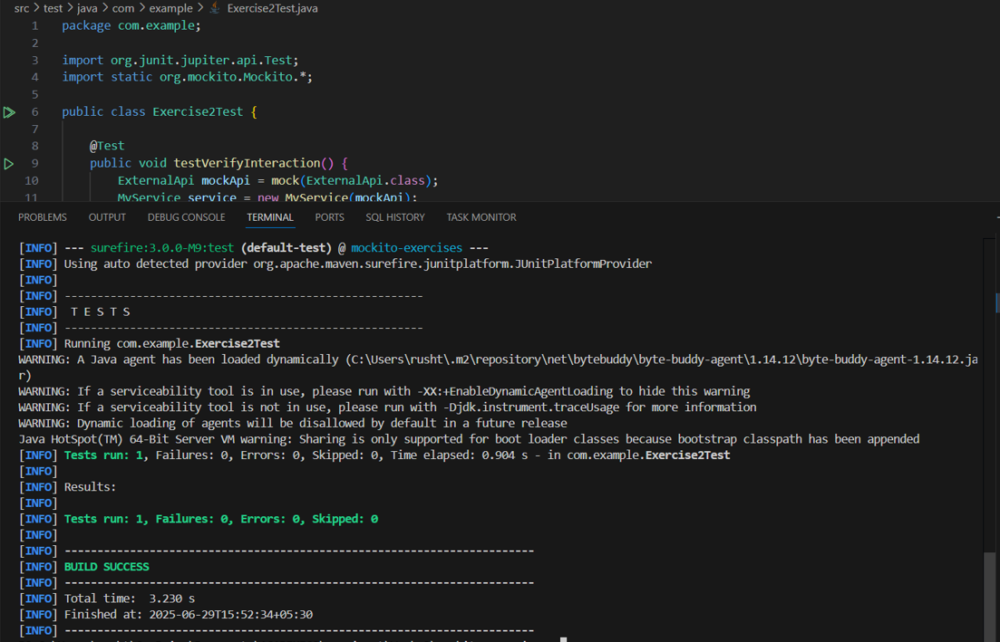 src > test > java > com > example > Exercise2Test.java
1 package com.example;
2
3 import org.junit.jupiter.api.Test;
4 import static org.mockito.Mockito.*;
5
6 public class Exercise2Test {
7
8 @Test
9 public void testVerifyInteraction() {
10 ExternalApi mockApi = mock(ExternalApi.class);
11 MyService service = new MyService(mockApi);
PROBLEMS OUTPUT DEBUG CONSOLE TERMINAL PORTS SQL HISTORY TASK MONITOR
[INFO] --- surefire:3.0.0-M9:test (default-test) @ mockito-exercises ---
[INFO] Using auto detected provider org.apache.maven.surefire.junitplatform.JUnitPlatformProvider
[INFO]
[INFO] -------------------------------------------------------
[INFO]  T E S T S
[INFO] -------------------------------------------------------
[INFO] Running com.example.Exercise2Test
WARNING: A Java agent has been loaded dynamically (C:\Users\rusht\.m2\repository\net\bytebuddy\byte-buddy-agent\1.14.12\byte-buddy-agent-1.14.12.ja
r)
WARNING: If a serviceability tool is in use, please run with -XX:+EnableDynamicAgentLoading to hide this warning
WARNING: If a serviceability tool is not in use, please run with -Djdk.instrument.traceUsage for more information
WARNING: Dynamic loading of agents will be disallowed by default in a future release
Java HotSpot(TM) 64-Bit Server VM warning: Sharing is only supported for boot loader classes because bootstrap classpath has been appended
[INFO] Tests run: 1, Failures: 0, Errors: 0, Skipped: 0, Time elapsed: 0.904 s - in com.example.Exercise2Test
[INFO]
[INFO] Results:
[INFO]
[INFO] Tests run: 1, Failures: 0, Errors: 0, Skipped: 0
[INFO]
[INFO] ------------------------------------------------------------------------
[INFO] BUILD SUCCESS
[INFO] ------------------------------------------------------------------------
[INFO] Total time:  3.230 s
[INFO] Finished at: 2025-06-29T15:52:34+05:30
[INFO] ------------------------------------------------------------------------